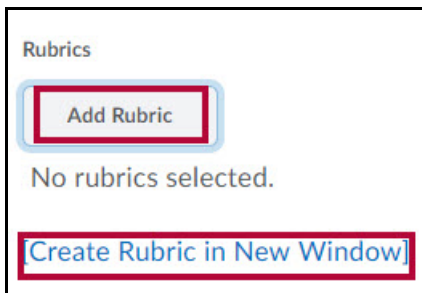 Rubrics
Add Rubric
No rubrics selected.
[Create Rubric in New Window]